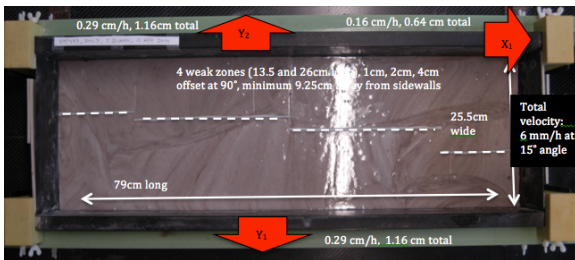 0.29 cm/h, 1.16cm total
0.16 cm/h, 0.64 cm total
Y₂
X₁
4 weak zones (13.5 and 26cm 1cm, 2cm, 4cm
offset at 90°, minimum 9.25cm away from sidewalls
25.5cm
wide
Total
velocity:
6 mm/h at
15° angle
79cm long
Y₁
0.29 cm/h, 1.16 cm total